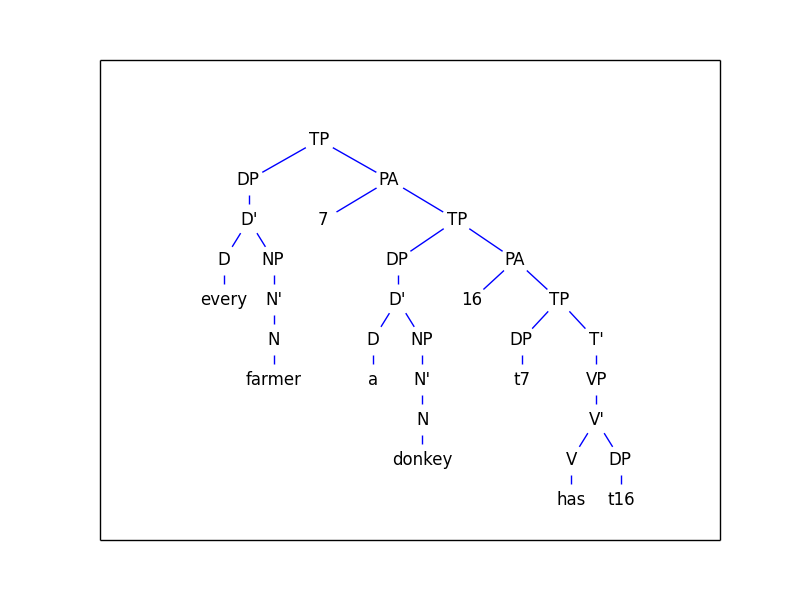 TP
DP PA
D' 7 TP
D NP DP PA
every N' D' 16 TP
N D NP DP T'
farmer a N' t7 VP
N V'
donkey V DP
has t16